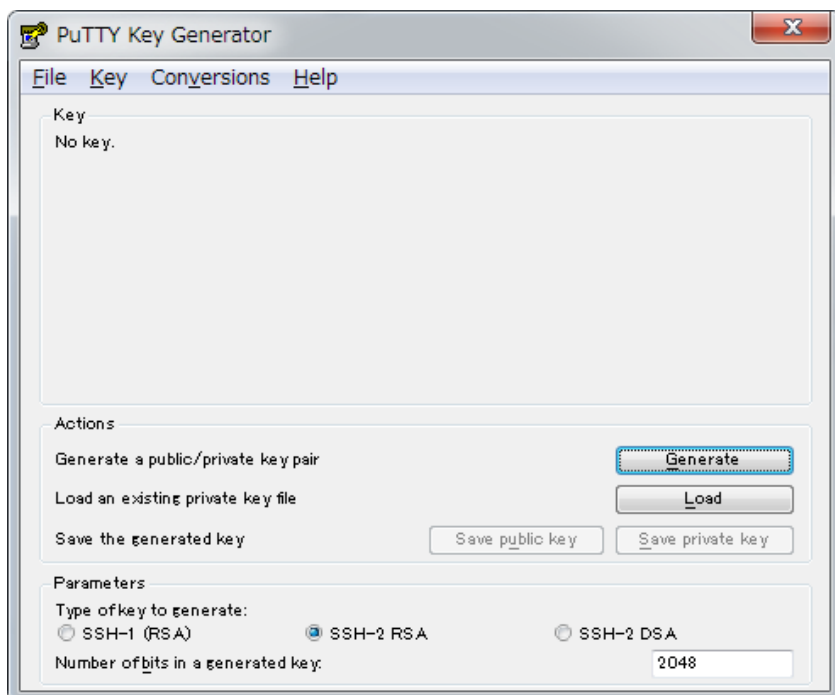 PuTTY Key Generator
File Key Conversions Help
Key
No key.
Actions
Generate a public/private key pair Generate
Load an existing private key file Load
Save the generated key Save public key Save private key
Parameters
Type of key to generate:
SSH-1 (RSA) SSH-2 RSA SSH-2 DSA
Number of bits in a generated key: 2048